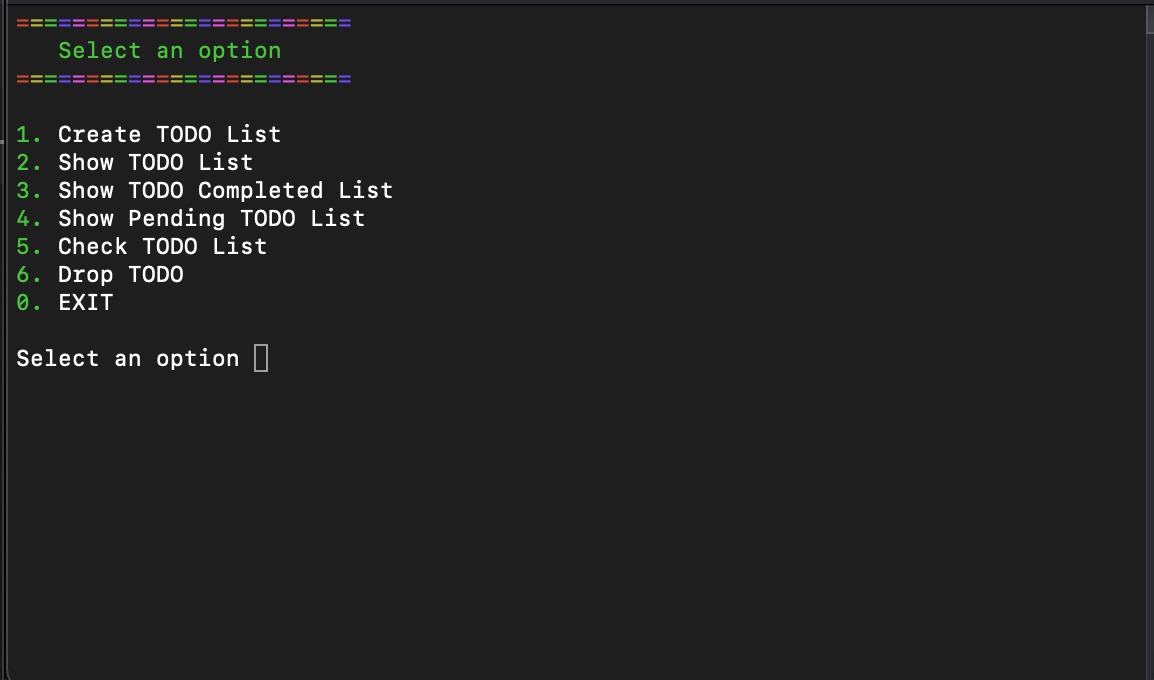 ========================
Select an option
========================
1. Create TODO List
2. Show TODO List
3. Show TODO Completed List
4. Show Pending TODO List
5. Check TODO List
6. Drop TODO
0. EXIT
Select an option